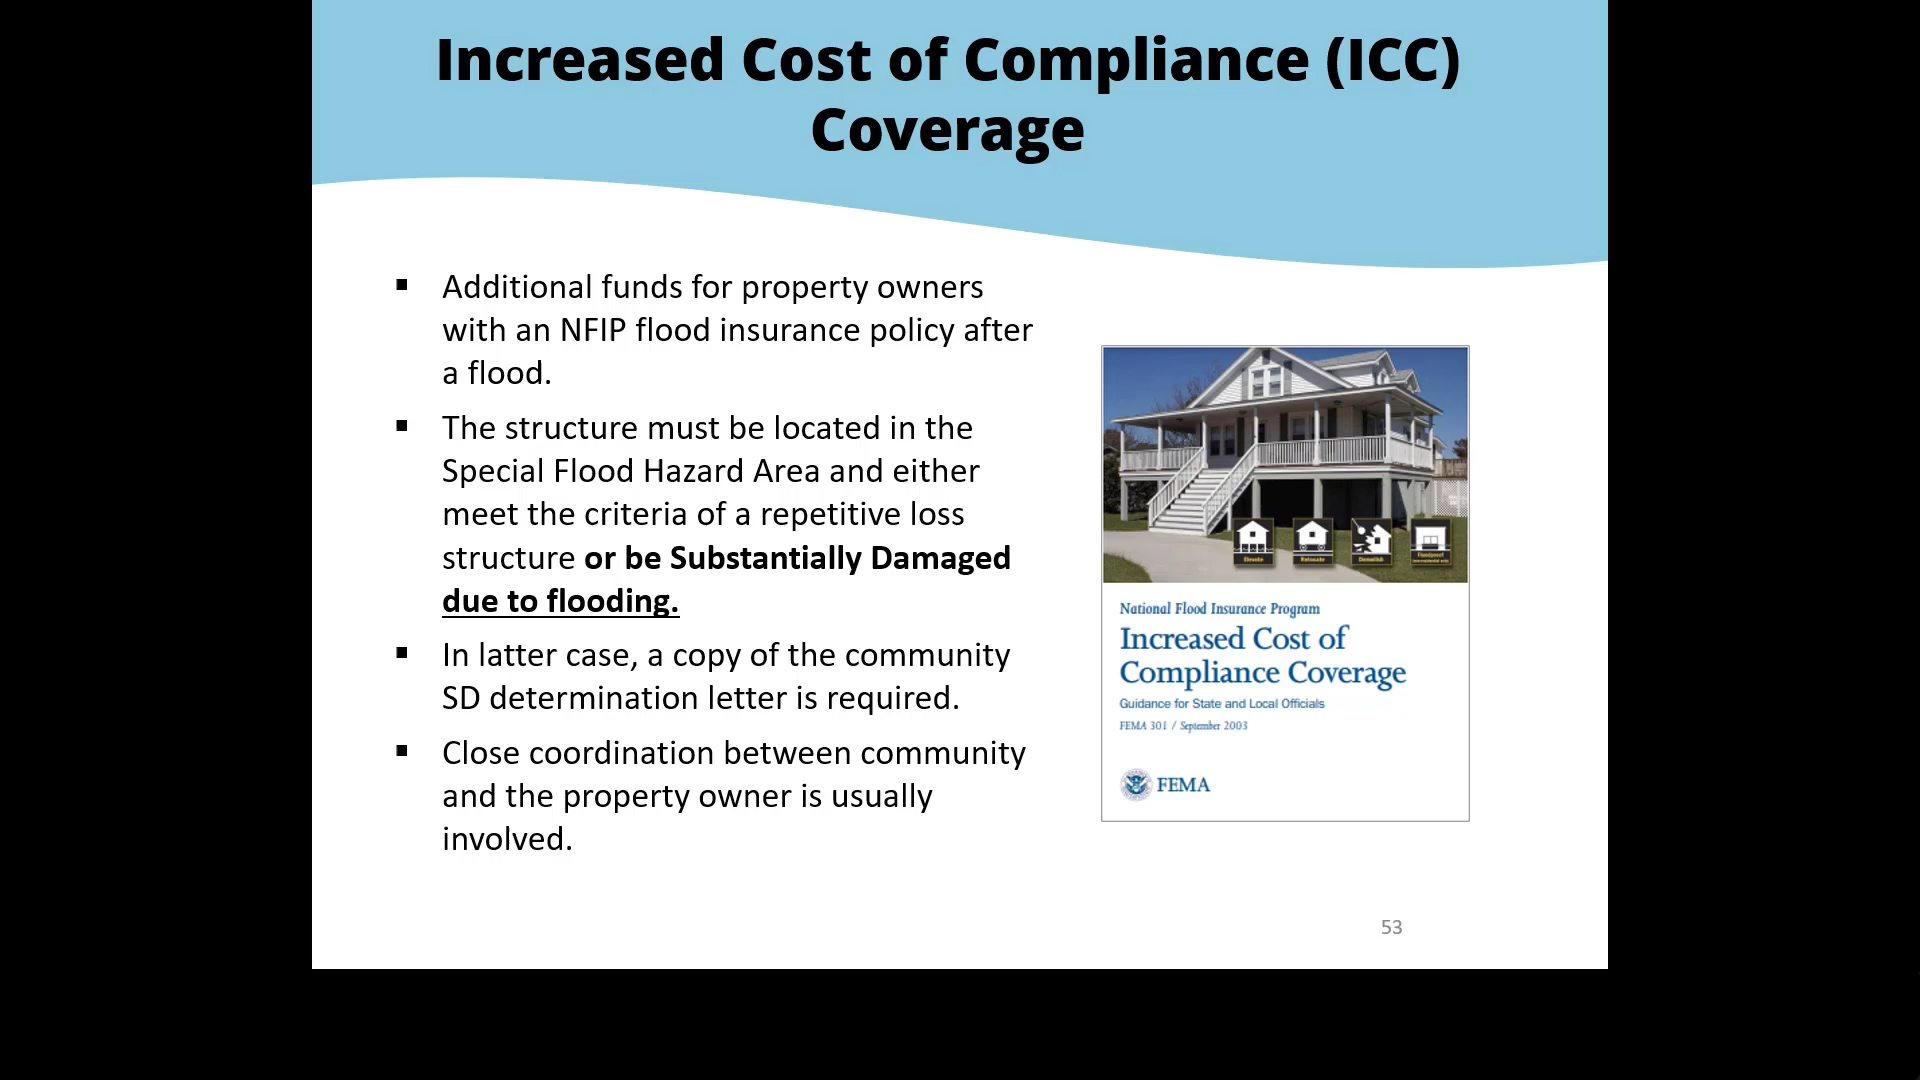 Increased Cost of Compliance (ICC)
Coverage
▪ Additional funds for property owners
with an NFIP flood insurance policy after
a flood.
▪ The structure must be located in the
Special Flood Hazard Area and either
meet the criteria of a repetitive loss
structure or be Substantially Damaged
due to flooding.
▪ In latter case, a copy of the community
SD determination letter is required.
▪ Close coordination between community
and the property owner is usually
involved.
Elevate
Relocate
Demolish
Floodproof
National Flood Insurance Program
Increased Cost of
Compliance Coverage
Guidance for State and Local Officials
FEMA 301 / September 2003
FEMA
53